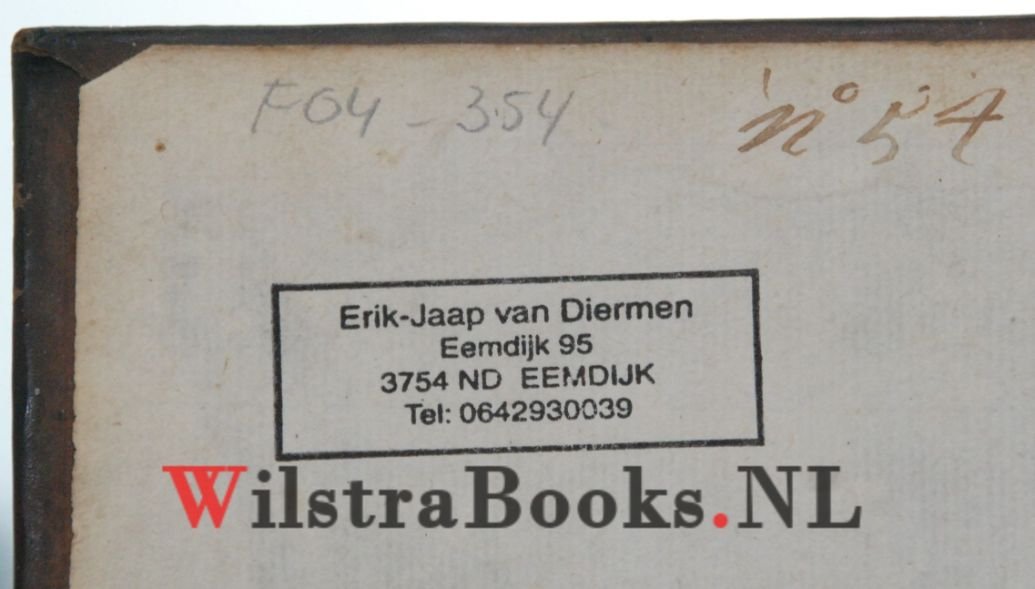 F04 - 354
n° 54
Erik-Jaap van Diermen
Eemdijk 95
3754 ND EEMDIJK
Tel: 0642930039
WilstraBooks.NL